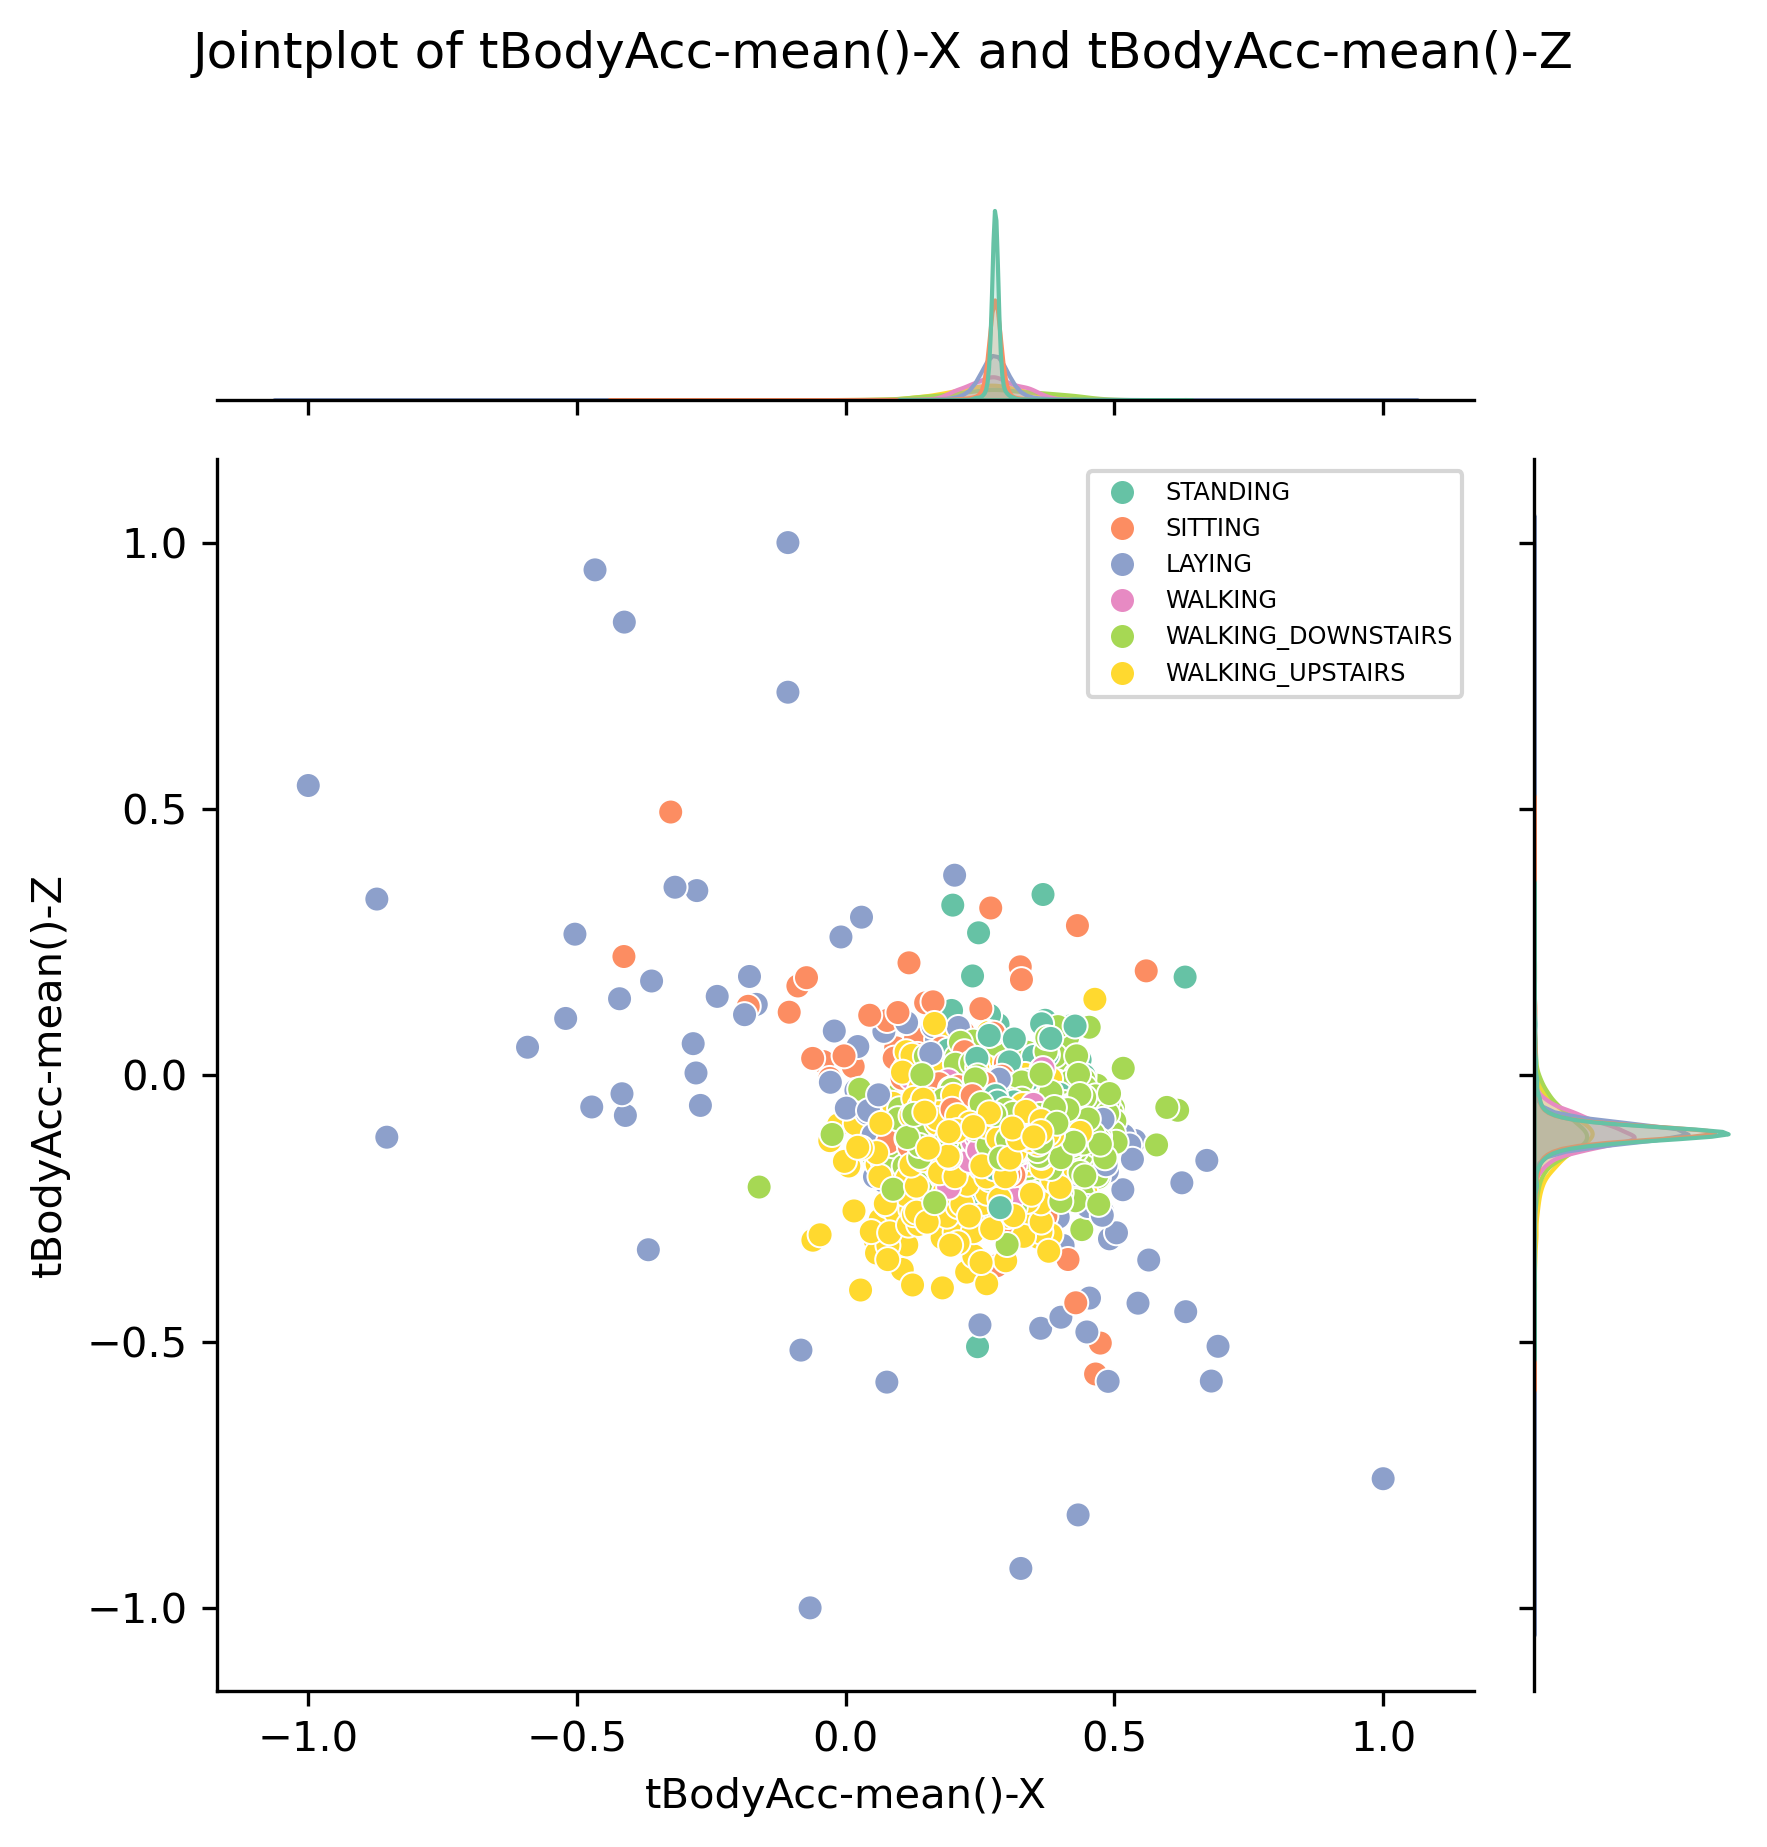 Jointplot of tBodyAcc-mean()-X and tBodyAcc-mean()-Z
STANDING
SITTING
LAYING
WALKING
WALKING_DOWNSTAIRS
WALKING_UPSTAIRS
1.0
0.5
0.0
−0.5
−1.0
tBodyAcc-mean()-Z
−1.0 −0.5 0.0 0.5 1.0
tBodyAcc-mean()-X